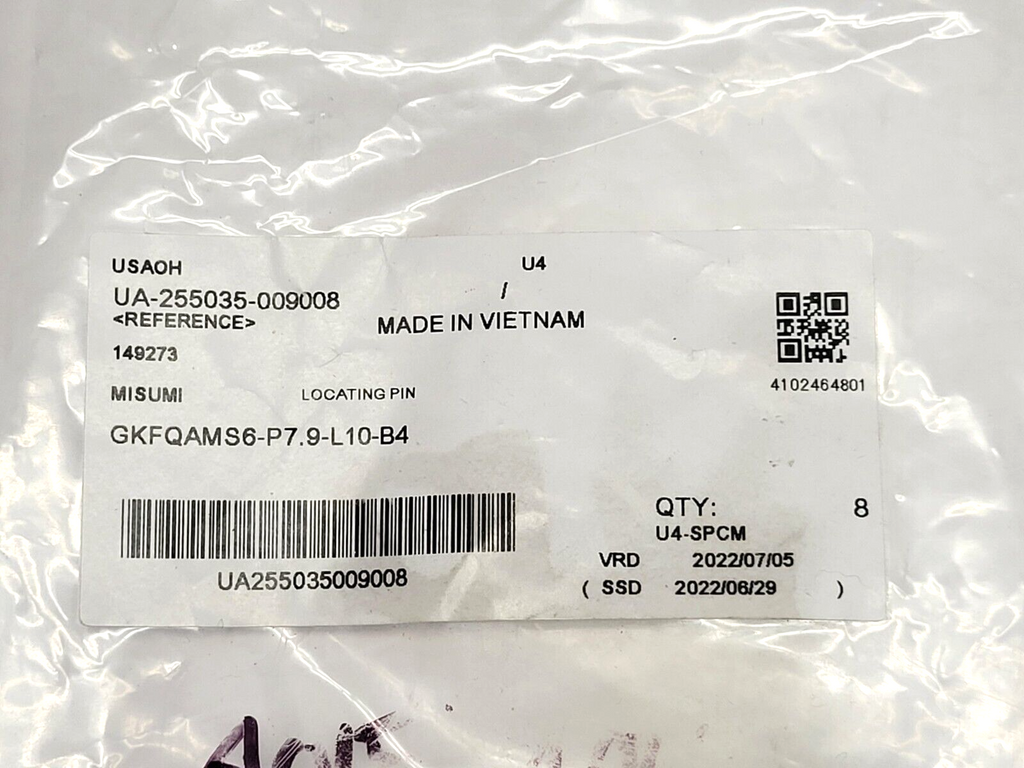 USAOH
U4
UA-255035-009008
/
<REFERENCE>
MADE IN VIETNAM
149273
4102464801
MISUMI LOCATING PIN
GKFQAMS6-P7.9-L10-B4
QTY: 8
U4-SPCM
VRD 2022/07/05
UA255035009008
( SSD 2022/06/29 )